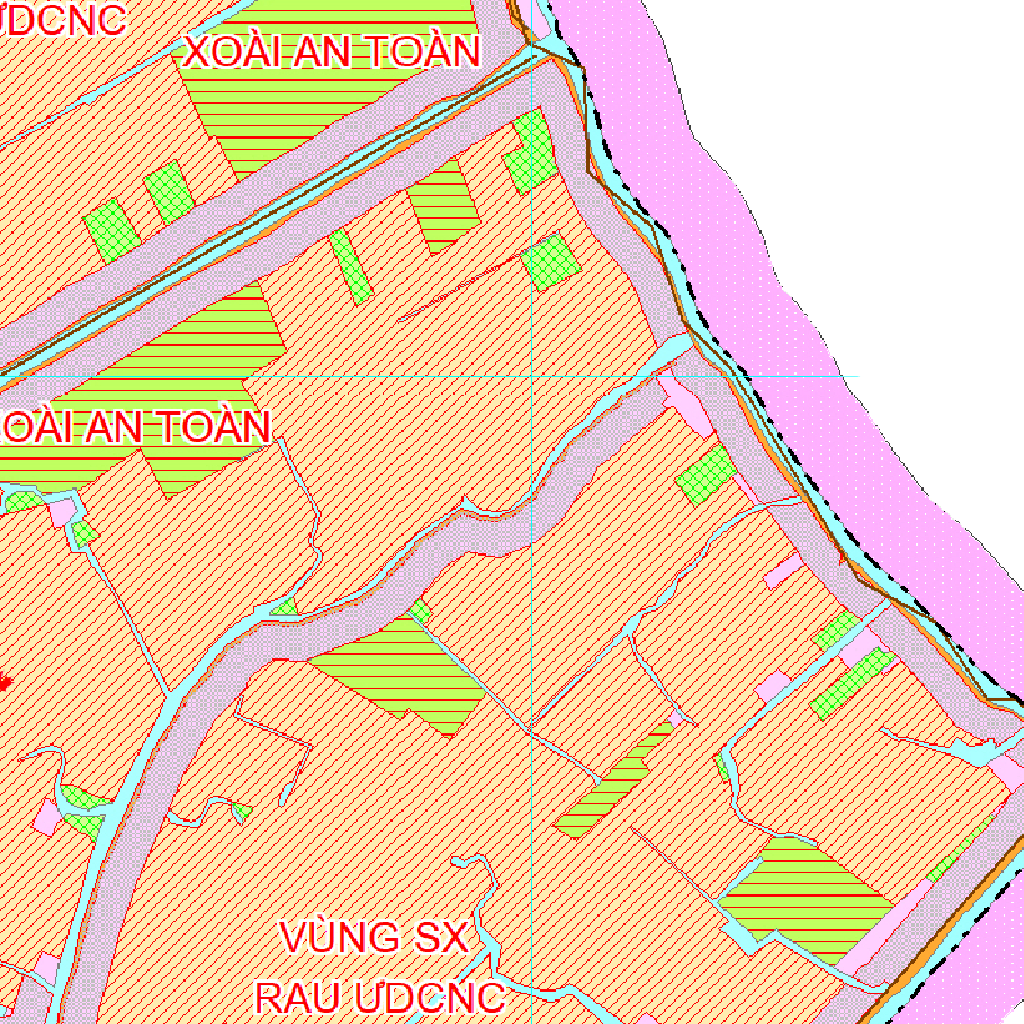 ƯDCNC
XOÀI AN TOÀN
OÀI AN TOÀN
VÙNG SX
RAU ƯDCNC